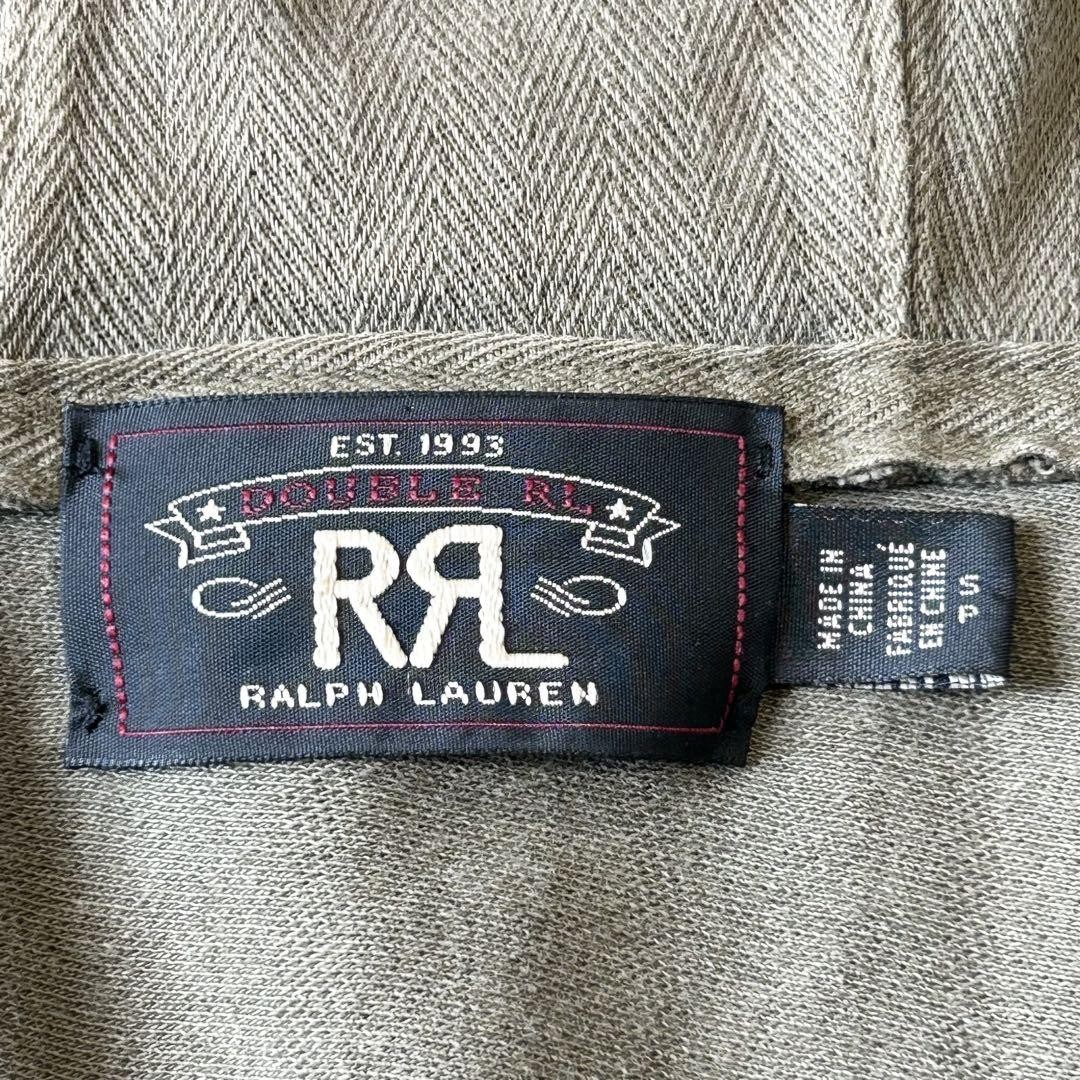 EST. 1993
DOUBLE RL
RRL
RALPH LAUREN
MADE IN
CHINA
FABRIQUÉ
EN CHINE
S
P